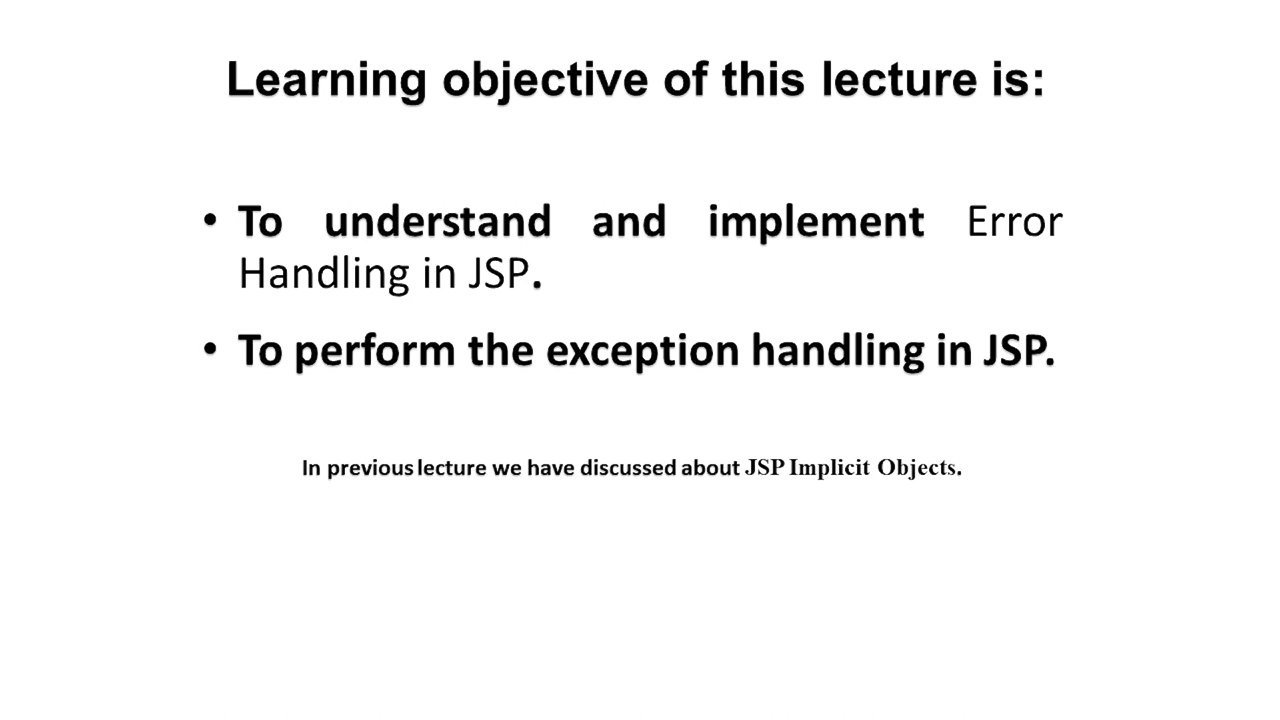 Learning objective of this lecture is:
• To understand and implement Error
Handling in JSP.
• To perform the exception handling in JSP.
In previous lecture we have discussed about JSP Implicit Objects.